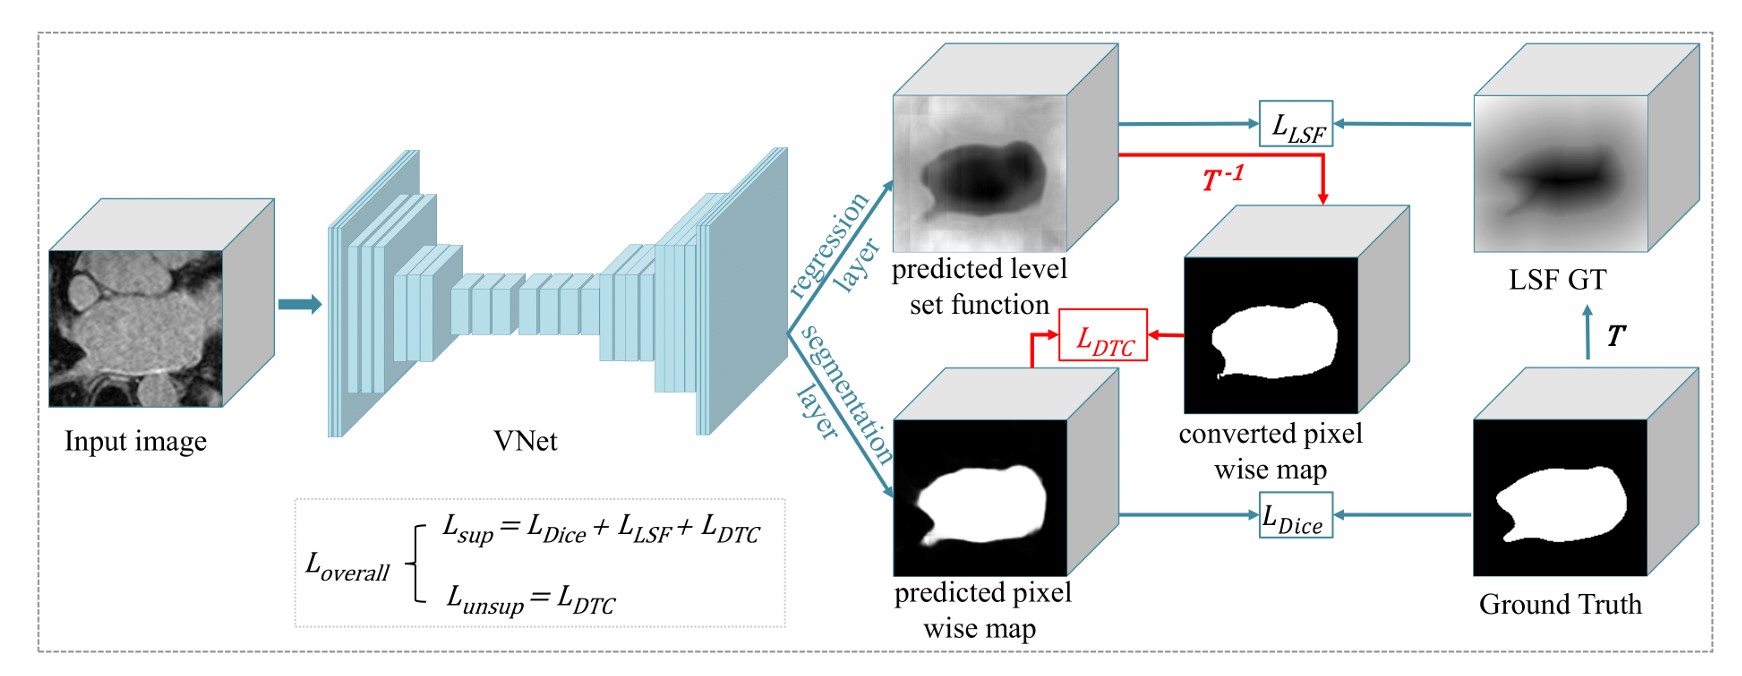 Input image
VNet
regression
layer
segmentation
layer
predicted level
set function
L_{LSF}
T^{-1}
LSF GT
L_{DTC}
T
converted pixel
wise map
predicted pixel
wise map
L_{Dice}
Ground Truth
L_{overall}
L_{sup} = L_{Dice} + L_{LSF} + L_{DTC}
L_{unsup} = L_{DTC}